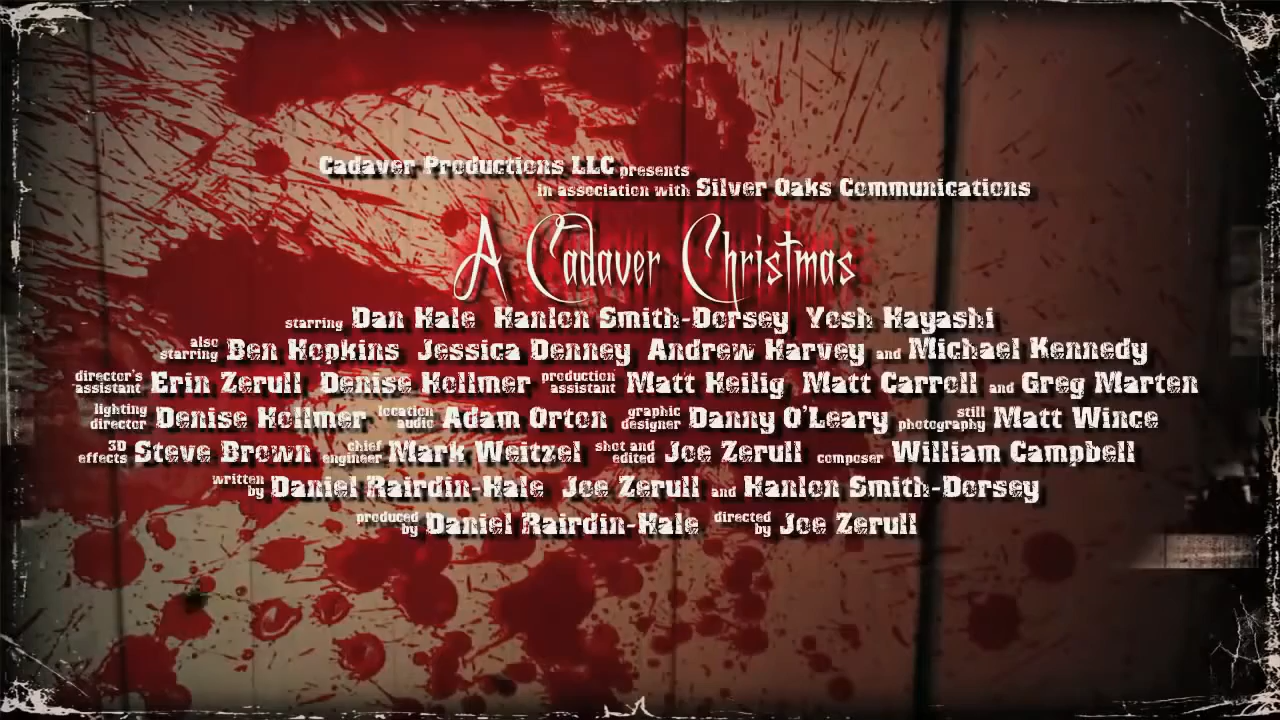 Cadaver Productions LLC presents
in association with Silver Oaks Communications
A Cadaver Christmas
starring Dan Hale Hanlon Smith-Dorsey Yosh Hayashi
also starring Ben Hopkins Jessica Denney Andrew Harvey and Michael Kennedy
director's assistant Erin Zerull Denise Hollmer production assistant Matt Heilig Matt Carroll and Greg Marten
lighting director Denise Hollmer location audio Adam Orton graphic designer Danny O'Leary still photography Matt Wince
3D effects Steve Brown chief engineer Mark Weitzel shot and edited Joe Zerull composer William Campbell
written by Daniel Rairdin-Hale Joe Zerull and Hanlon Smith-Dorsey
produced by Daniel Rairdin-Hale directed by Joe Zerull